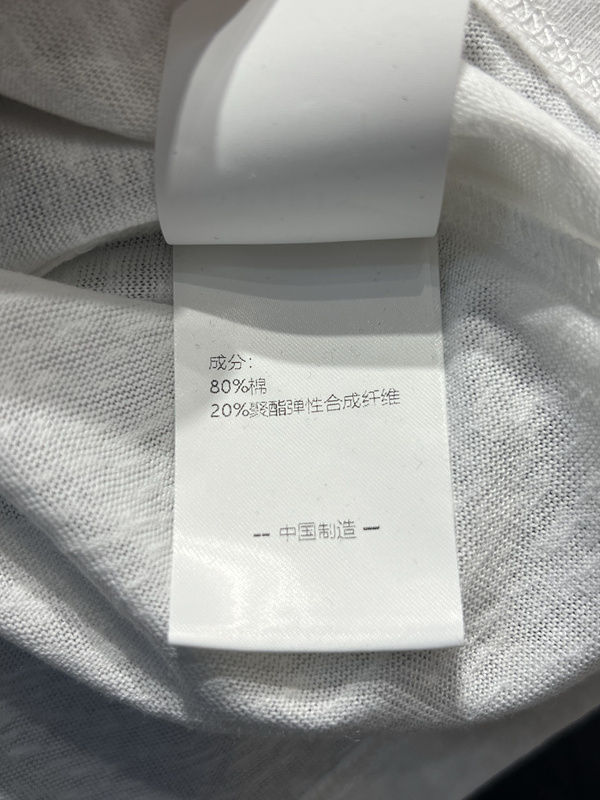 成分：
80%棉
20%聚酯弹性合成纤维
-- 中国制造 --